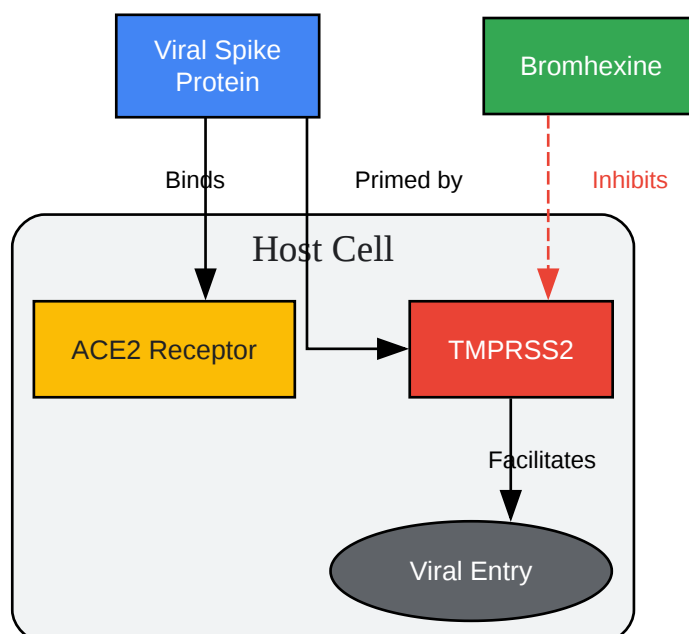 Viral Spike
Protein
Bromhexine
Binds
Primed by
Inhibits
Host Cell
ACE2 Receptor
TMPRSS2
Facilitates
Viral Entry